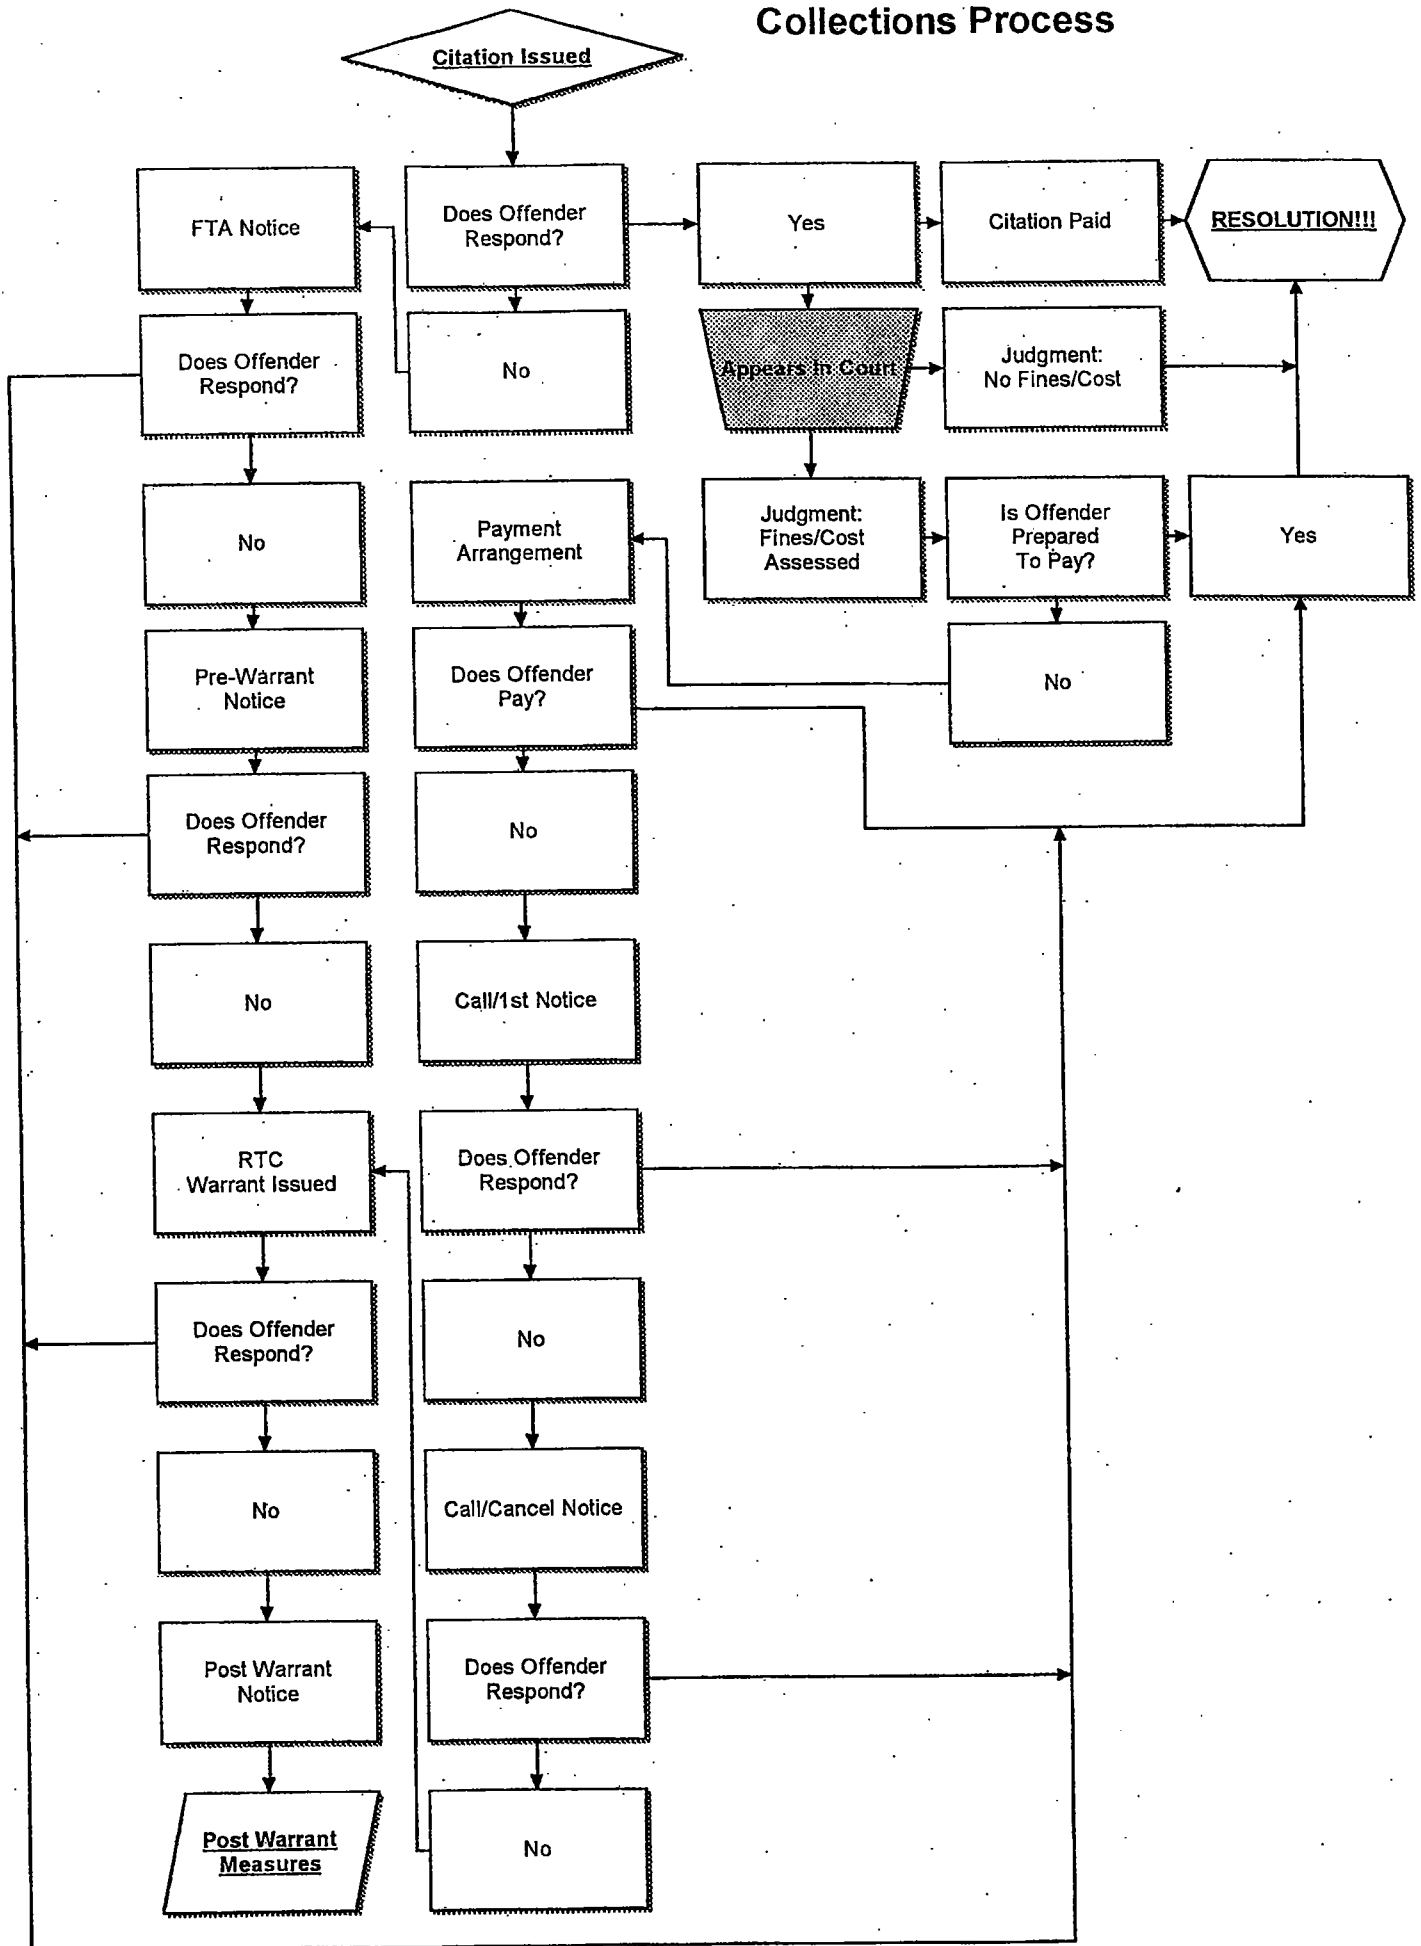 Collections Process
Citation Issued
FTA Notice
Does Offender
Respond?
Yes
Citation Paid
RESOLUTION!!!
Does Offender
Respond?
No
Appears In Court
Judgment:
No Fines/Cost
No
Payment
Arrangement
Judgment:
Fines/Cost
Assessed
Is Offender
Prepared
To Pay?
Yes
Pre-Warrant
Notice
Does Offender
Pay?
No
Does Offender
Respond?
No
No
Call/1st Notice
RTC
Warrant Issued
Does Offender
Respond?
Does Offender
Respond?
No
No
Call/Cancel Notice
Post Warrant
Notice
Does Offender
Respond?
Post Warrant
Measures
No